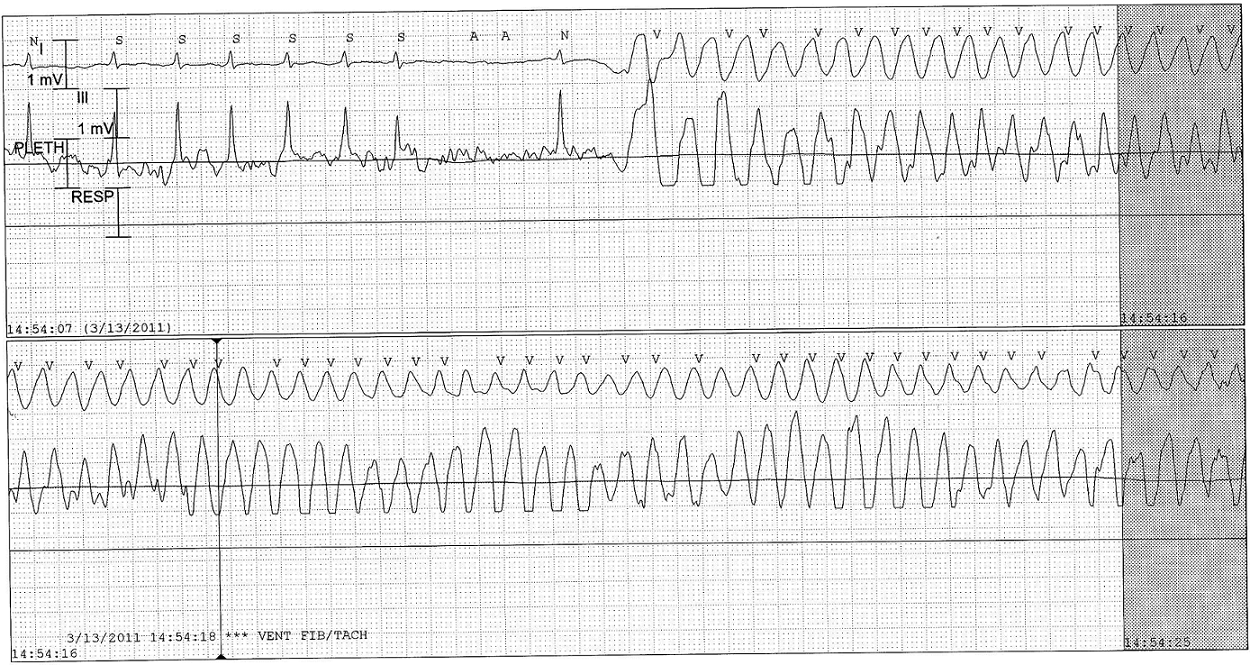 N S S S S S S A A N V V V V V V V V V V V V V V V V V
I
1 mV
III
1 mV
PLETH
RESP
14:54:07 (3/13/2011)
14:54:16
V V V V V V V V V V V V V V V V V V V V V V V V V V V V V V V V V V V
3/13/2011 14:54:18 *** VENT FIB/TACH
14:54:16
14:54:25